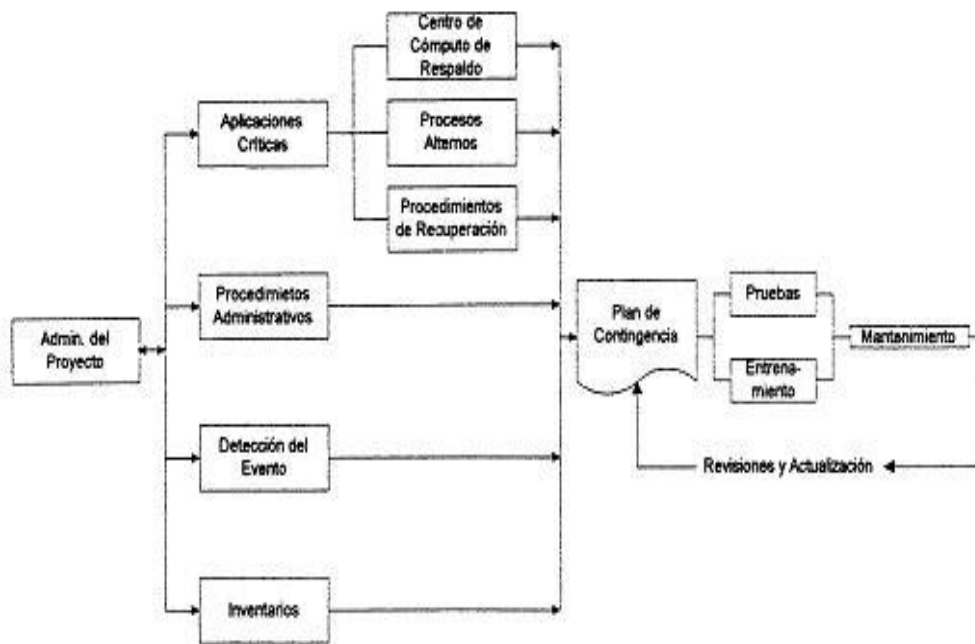 Centro de
Cómputo de
Respaldo
Aplicaciones
Críticas
Procesos
Alternos
Procedimientos
de Recuperación
Procedimietos
Administrativos
Admin. del
Proyecto
Plan de
Contingencia
Pruebas
Mantanimiento
Entrena-
miento
Detección del
Evento
Revisiones y Actualización
Inventarios